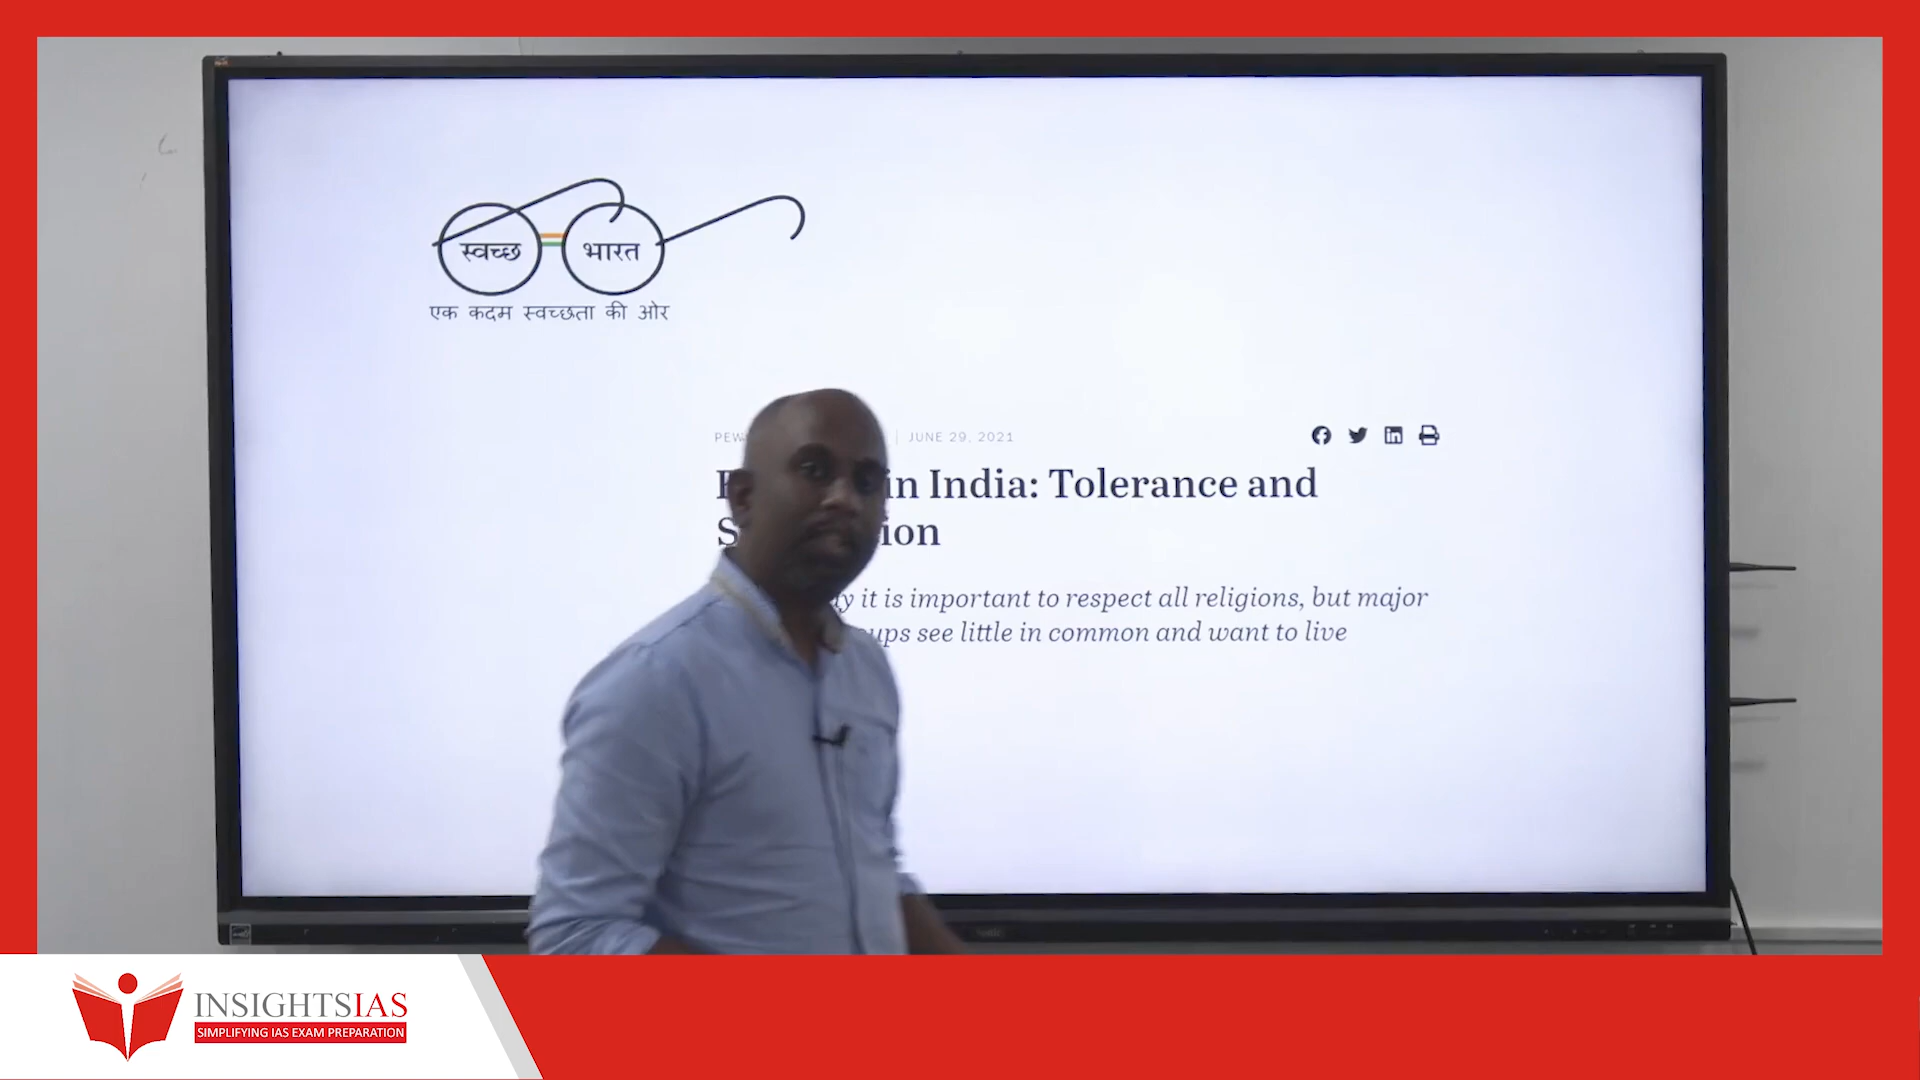 स्वच्छ भारत
एक कदम स्वच्छता की ओर
JUNE 29, 2021
in India: Tolerance and
it is important to respect all religions, but major
see little in common and want to live
INSIGHTSIAS
SIMPLIFYING IAS EXAM PREPARATION